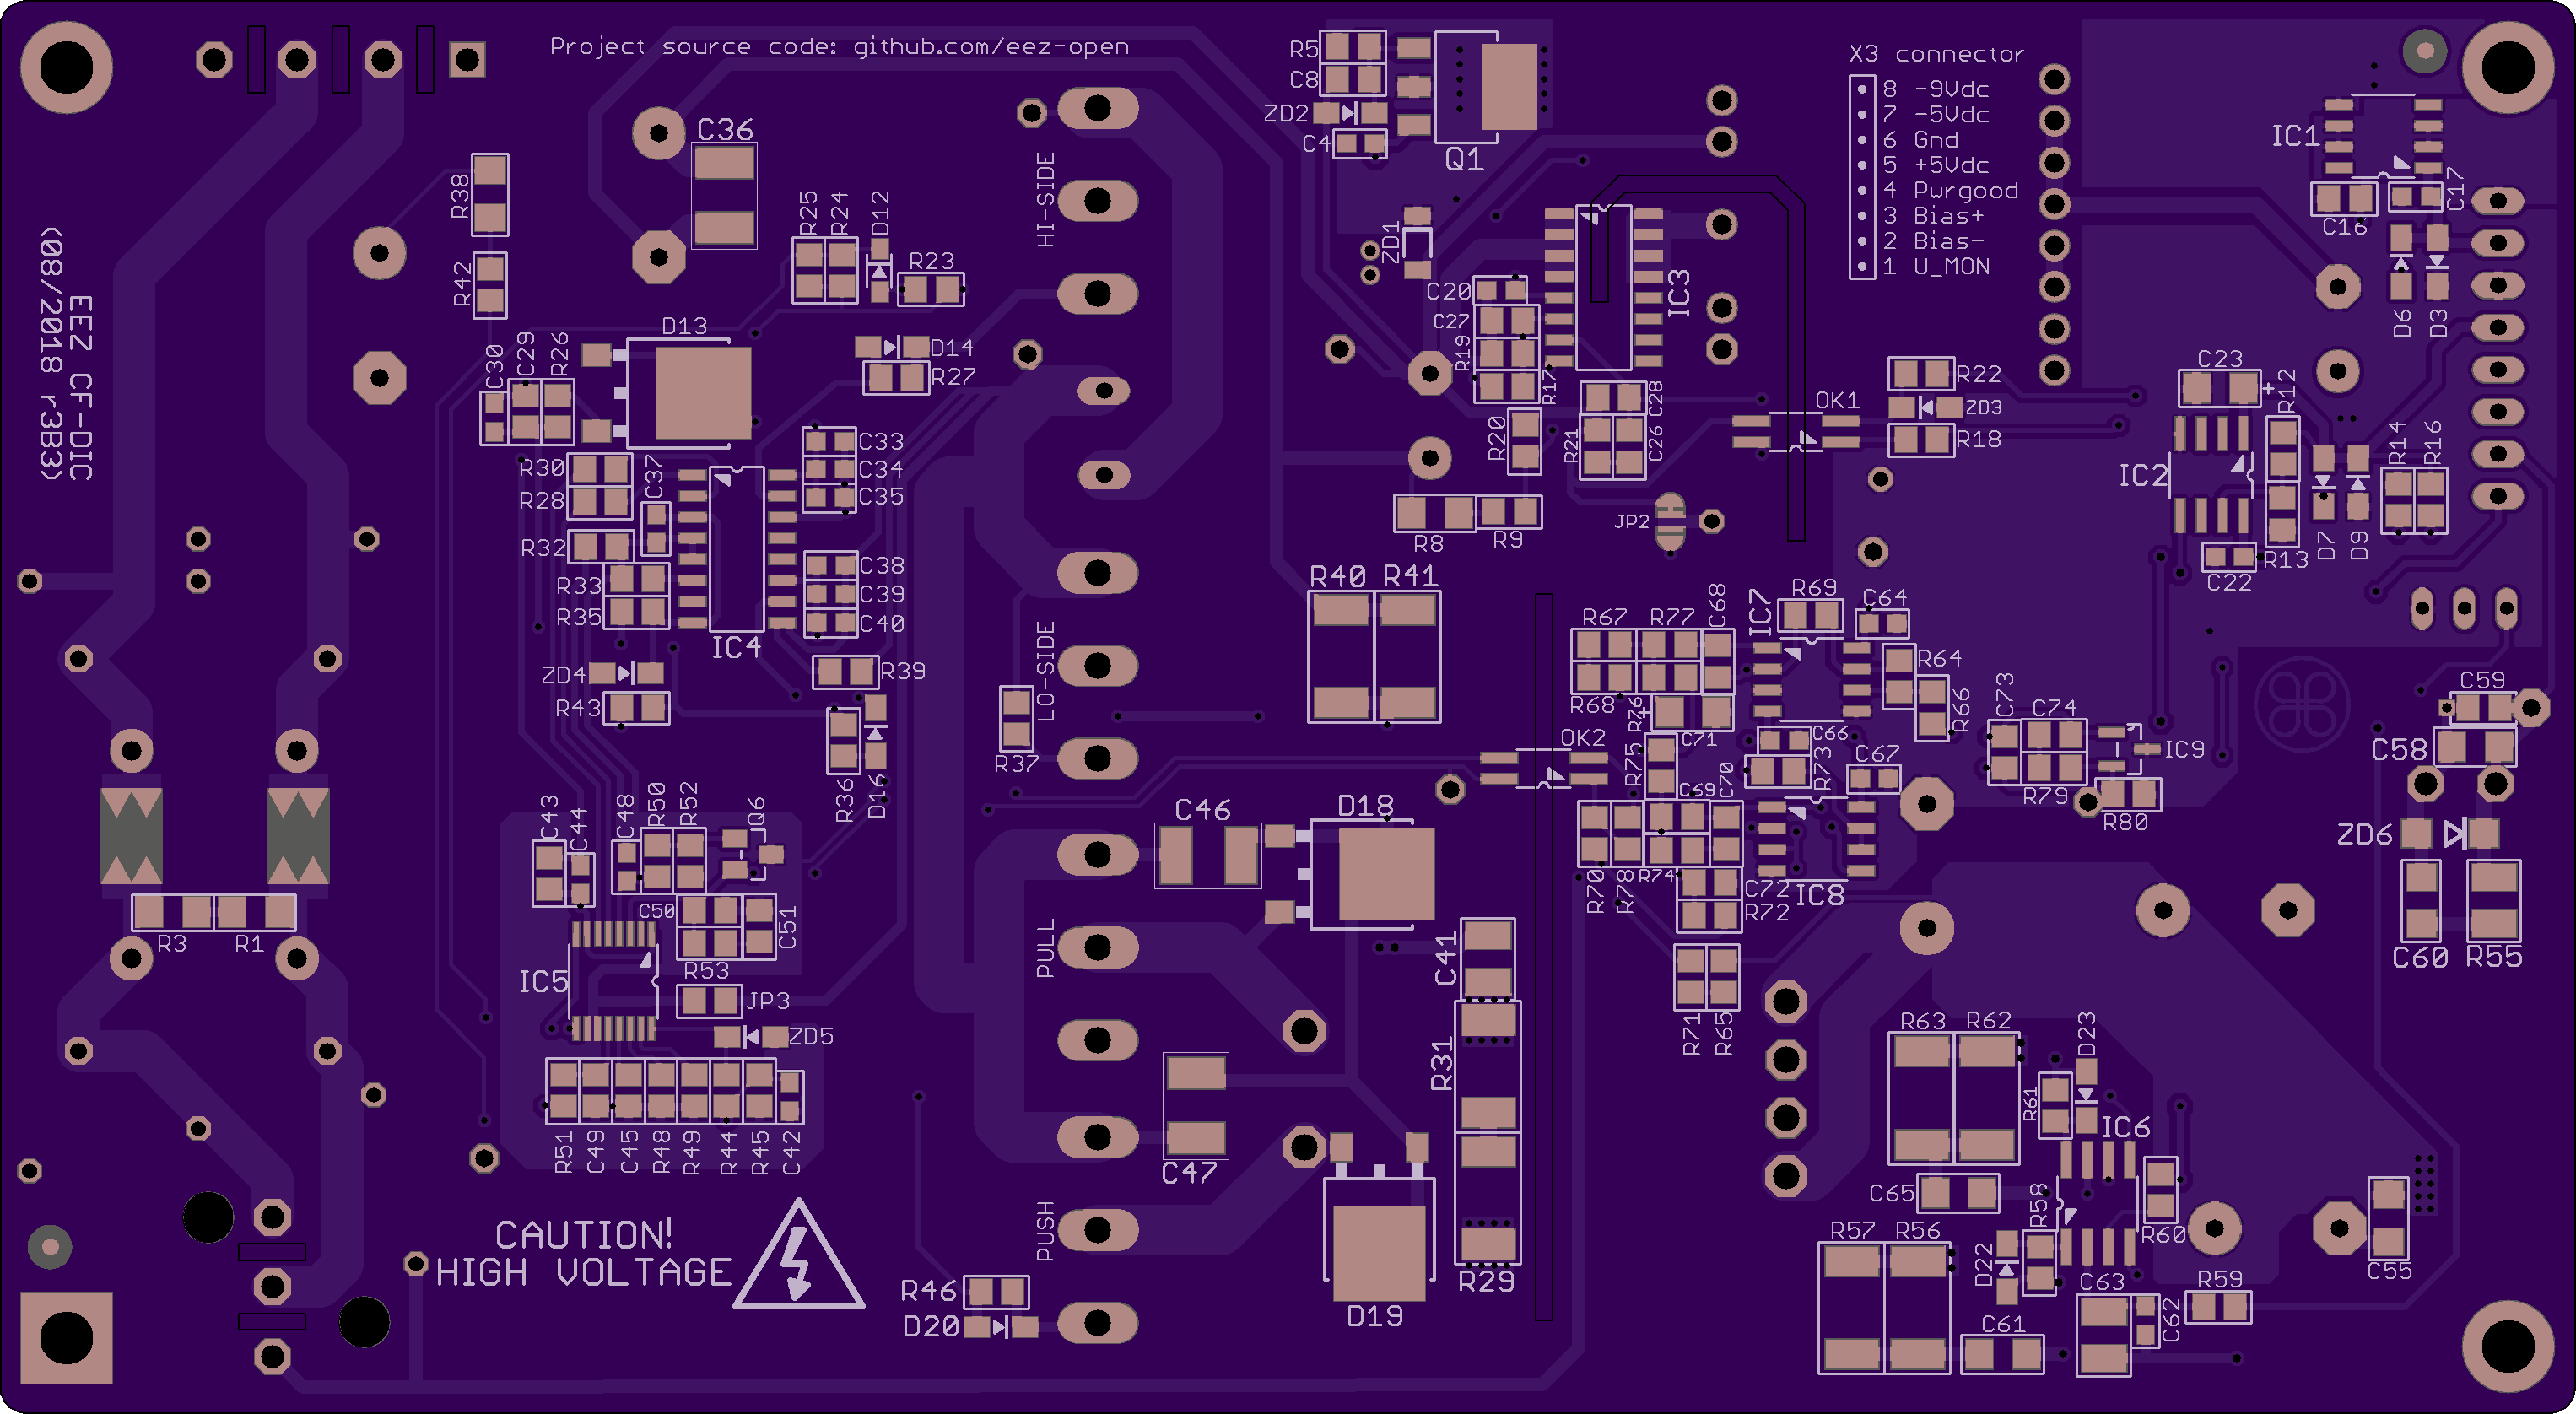 Project source code: github.com/eez-open
EEZ CF-DIC
(08/2018 r3B3)
X3 connector
8 -9Vdc
7 -5Vdc
6 Gnd
5 +5Vdc
4 Pwrgood
3 Bias+
2 Bias-
1 U_MON
R5
C8
ZD2
C4
Q1
IC1
C16
C17
D6
D3
C36
R38
R42
R25
R24
D12
R23
HI-SIDE
ZD1
IC3
C20
C27
R19
R17
R20
R21
C28
C26
OK1
R22
ZD3
R18
C23
+
R12
IC2
C22
R13
D7
D9
R14
R16
D13
D14
R27
C30
C29
R26
R30
R28
C37
R32
R33
R35
IC4
C33
C34
C35
C38
C39
C40
ZD4
R43
R39
R36
D16
LO-SIDE
R37
R8
R9
JP2
R40
R41
R67
R77
C68
IC7
R69
C64
R68
R76
+
C71
R64
R66
C66
R73
C67
R75
C69
C70
OK2
C73
C74
R79
IC9
R80
C59
C58
ZD6
C60
R55
C46
D18
R70
R78
R74
C72
R72
IC8
R71
R65
C43
C44
C48
R50
R52
Q6
C50
C51
R53
IC5
JP3
ZD5
R3
R1
PULL
C41
R31
R29
C47
D19
PUSH
R51
C49
C45
R48
R49
R44
R45
C42
CAUTION!
HIGH VOLTAGE
R46
D20
R63
R62
D23
R61
IC6
C65
R58
R60
R57
R56
D22
C63
C62
C61
R59
C55